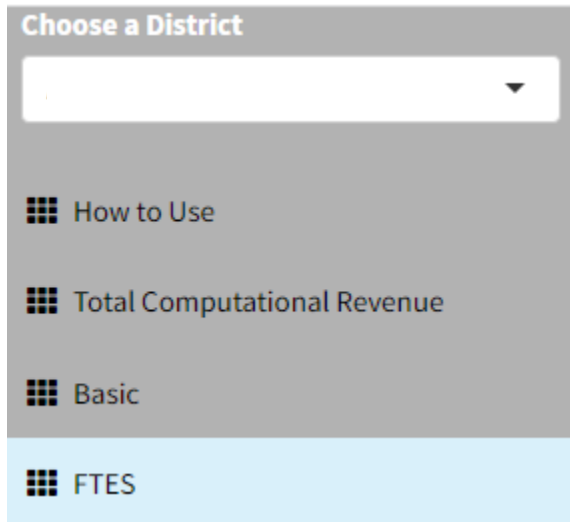 Choose a District
How to Use
Total Computational Revenue
Basic
FTES